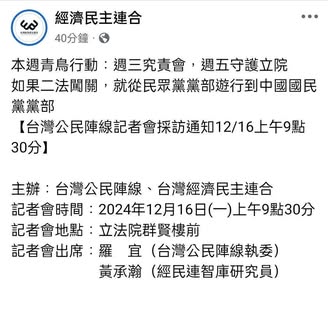 經濟民主連合
40分鐘·
本週青鳥行動：週三究責會，週五守護立院
如果二法闖關，就從民眾黨黨部遊行到中國國民
黨黨部
【台灣公民陣線記者會採訪通知12/16上午9點
30分】
主辦：台灣公民陣線、台灣經濟民主連合
記者會時間：2024年12月16日(一)上午9點30分
記者會地點：立法院群賢樓前
記者會出席：羅　宜（台灣公民陣線執委）
黃承瀚（經民連智庫研究員）